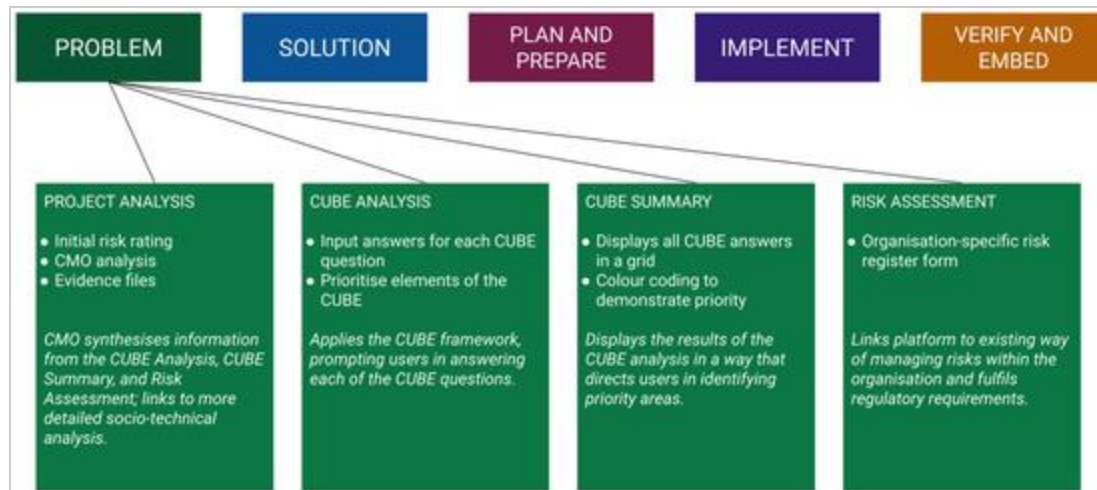 PROBLEM
SOLUTION
PLAN AND
PREPARE
IMPLEMENT
VERIFY AND
EMBED
PROJECT ANALYSIS
● Initial risk rating
● CMO analysis
● Evidence files
CMO synthesises information
from the CUBE Analysis, CUBE
Summary, and Risk
Assessment; links to more
detailed socio-technical
analysis.
CUBE ANALYSIS
● Input answers for each CUBE
question
● Prioritise elements of the
CUBE
Applies the CUBE framework,
prompting users in answering
each of the CUBE questions.
CUBE SUMMARY
● Displays all CUBE answers
in a grid
● Colour coding to
demonstrate priority
Displays the results of the
CUBE analysis in a way that
directs users in identifying
priority areas.
RISK ASSESSMENT
● Organisation-specific risk
register form
Links platform to existing way
of managing risks within the
organisation and fulfils
regulatory requirements.